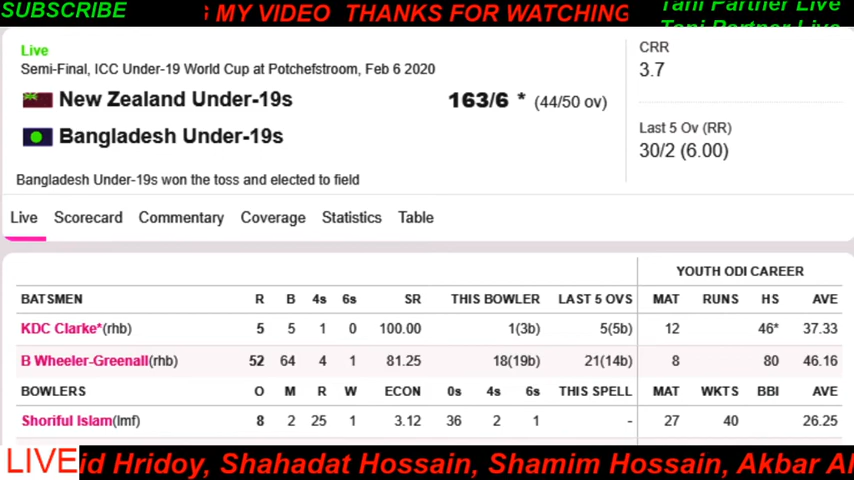 SUBSCRIBE
MY VIDEO THANKS FOR WATCHING
Tani Partner Live
Tani Partner Live
Live
Semi-Final, ICC Under-19 World Cup at Potchefstroom, Feb 6 2020
New Zealand Under-19s 163/6 * (44/50 ov)
Bangladesh Under-19s
Bangladesh Under-19s won the toss and elected to field
CRR
3.7
Last 5 Ov (RR)
30/2 (6.00)
Live Scorecard Commentary Coverage Statistics Table
YOUTH ODI CAREER
BATSMEN R B 4s 6s SR THIS BOWLER LAST 5 OVS MAT RUNS HS AVE
KDC Clarke*(rhb) 5 5 1 0 100.00 1(3b) 5(5b) 12 46* 37.33
B Wheeler-Greenall(rhb) 52 64 4 1 81.25 18(19b) 21(14b) 8 80 46.16
BOWLERS O M R W ECON 0s 4s 6s THIS SPELL MAT WKTS BBI AVE
Shoriful Islam(lmf) 8 2 25 1 3.12 36 2 1 - 27 40 26.25
LIVE id Hridoy, Shahadat Hossain, Shamim Hossain, Akbar Al